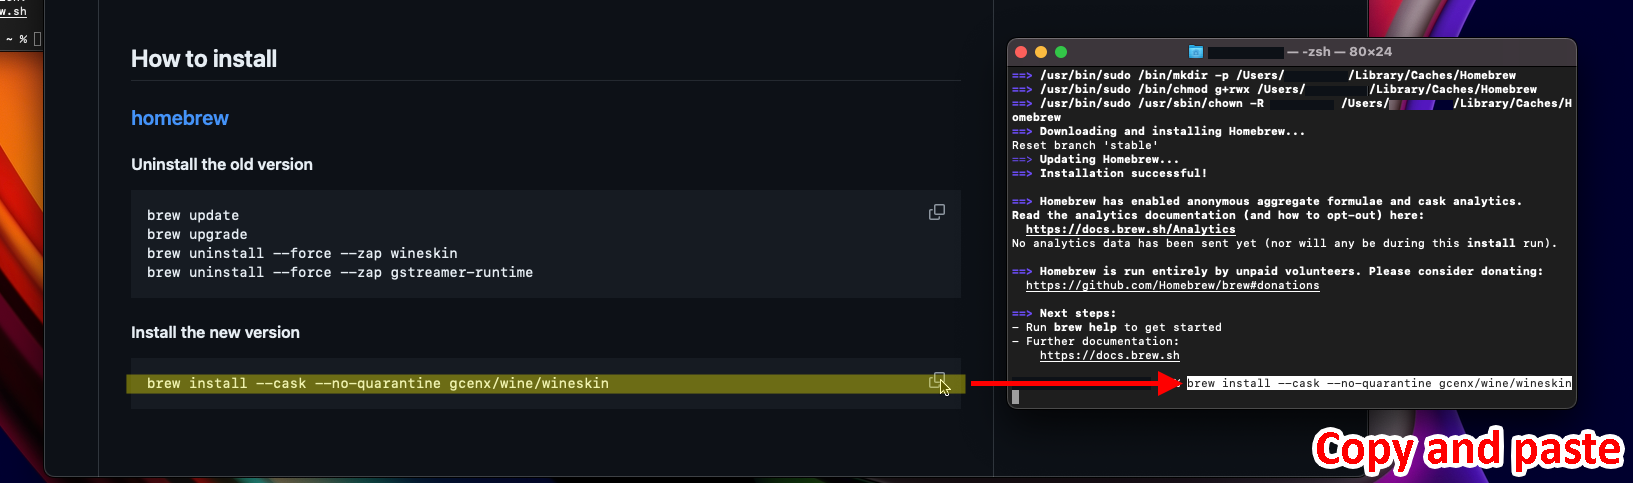 w.sh
~ %
How to install
homebrew
Uninstall the old version
brew update
brew upgrade
brew uninstall --force --zap wineskin
brew uninstall --force --zap gstreamer-runtime
Install the new version
brew install --cask --no-quarantine gcenx/wine/wineskin
— -zsh — 80×24
==> /usr/bin/sudo /bin/mkdir -p /Users/ /Library/Caches/Homebrew
==> /usr/bin/sudo /bin/chmod g+rwx /Users/ /Library/Caches/Homebrew
==> /usr/bin/sudo /usr/sbin/chown -R /Users/ /Library/Caches/H
omebrew
==> Downloading and installing Homebrew...
Reset branch 'stable'
==> Updating Homebrew...
==> Installation successful!
==> Homebrew has enabled anonymous aggregate formulae and cask analytics.
Read the analytics documentation (and how to opt-out) here:
https://docs.brew.sh/Analytics
No analytics data has been sent yet (nor will any be during this install run).
==> Homebrew is run entirely by unpaid volunteers. Please consider donating:
https://github.com/Homebrew/brew#donations
==> Next steps:
- Run brew help to get started
- Further documentation:
https://docs.brew.sh
brew install --cask --no-quarantine gcenx/wine/wineskin
Copy and paste